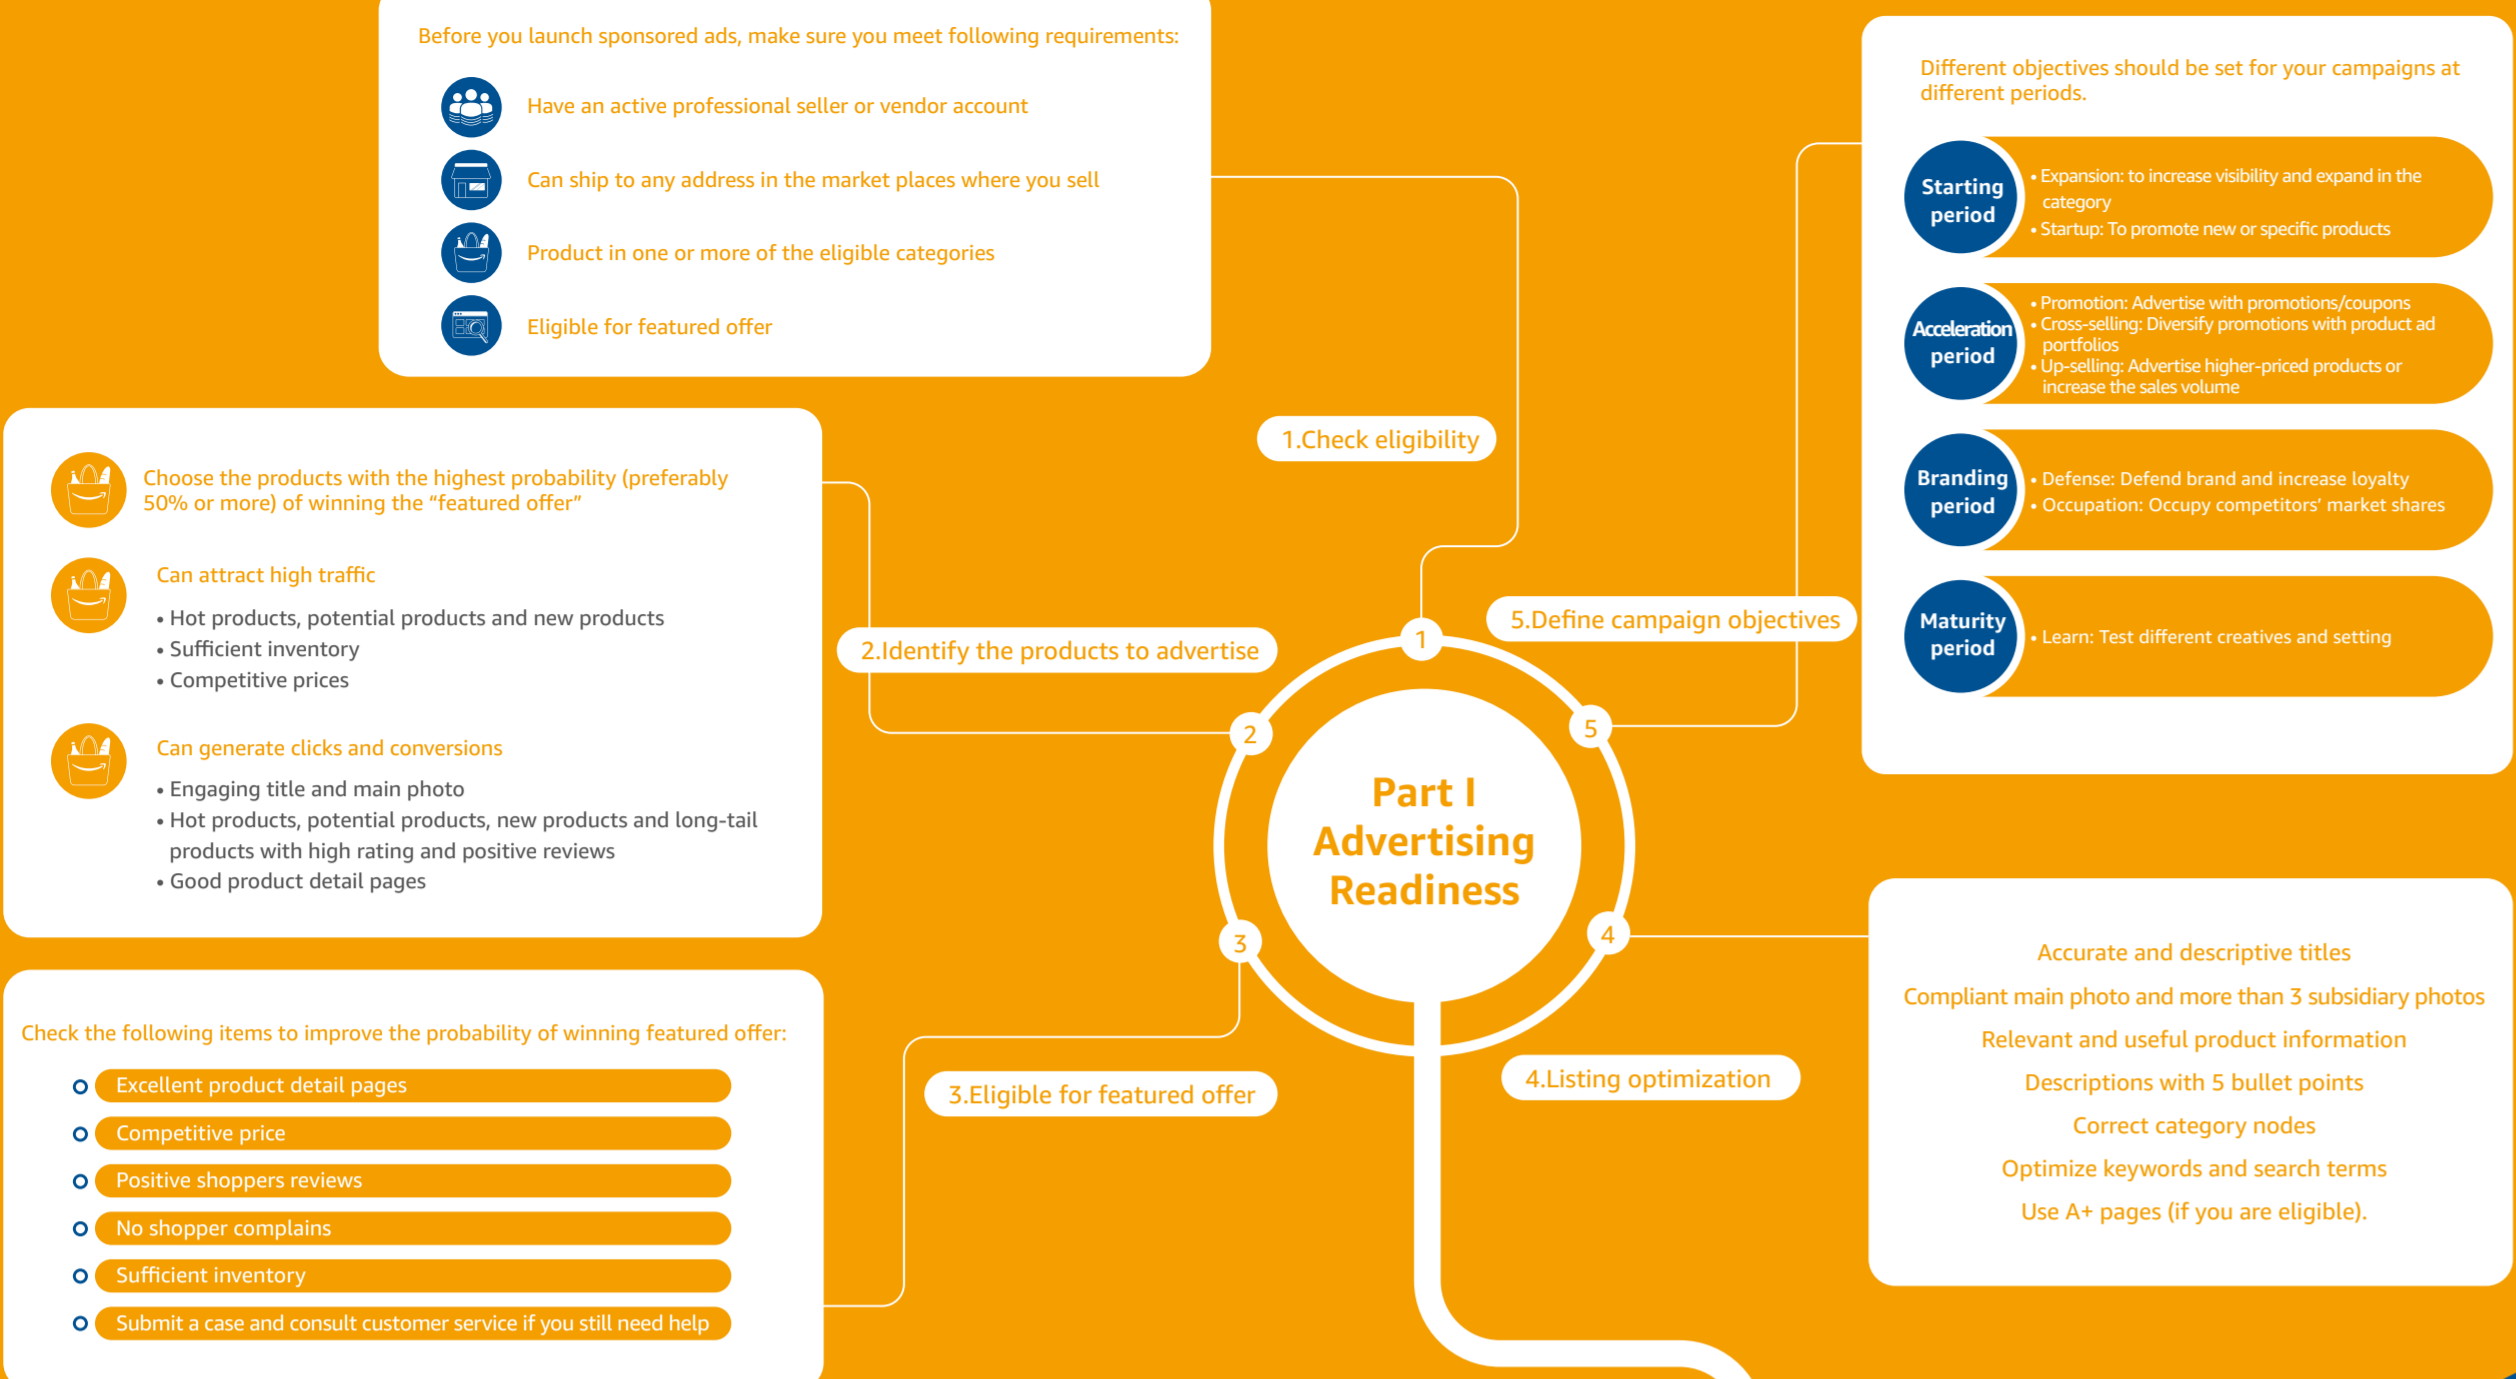 Before you launch sponsored ads, make sure you meet following requirements:
Have an active professional seller or vendor account
Can ship to any address in the market places where you sell
Product in one or more of the eligible categories
Eligible for featured offer
1.Check eligibility
Choose the products with the highest probability (preferably
50% or more) of winning the “featured offer”
Can attract high traffic
• Hot products, potential products and new products
• Sufficient inventory
• Competitive prices
Can generate clicks and conversions
• Engaging title and main photo
• Hot products, potential products, new products and long-tail
products with high rating and positive reviews
• Good product detail pages
2.Identify the products to advertise
Check the following items to improve the probability of winning featured offer:
Excellent product detail pages
Competitive price
Positive shoppers reviews
No shopper complains
Sufficient inventory
Submit a case and consult customer service if you still need help
3.Eligible for featured offer
1
2
3
4
5
Part I
Advertising
Readiness
4.Listing optimization
Accurate and descriptive titles
Compliant main photo and more than 3 subsidiary photos
Relevant and useful product information
Descriptions with 5 bullet points
Correct category nodes
Optimize keywords and search terms
Use A+ pages (if you are eligible).
5.Define campaign objectives
Different objectives should be set for your campaigns at
different periods.
Starting
period
• Expansion: to increase visibility and expand in the
category
• Startup: To promote new or specific products
Acceleration
period
• Promotion: Advertise with promotions/coupons
• Cross-selling: Diversify promotions with product ad
portfolios
• Up-selling: Advertise higher-priced products or
increase the sales volume
Branding
period
• Defense: Defend brand and increase loyalty
• Occupation: Occupy competitors’ market shares
Maturity
period
• Learn: Test different creatives and setting